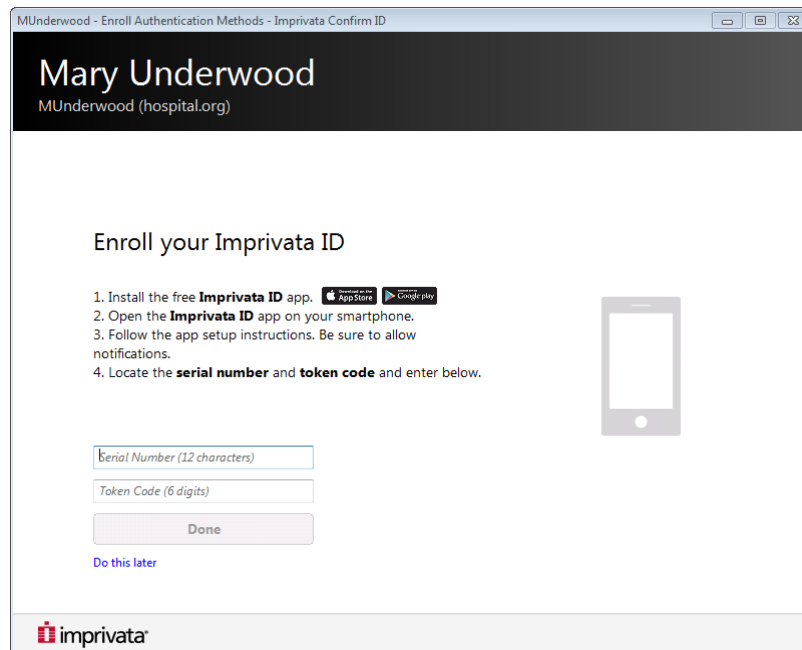 MUnderwood - Enroll Authentication Methods - Imprivata Confirm ID
Mary Underwood
MUnderwood (hospital.org)
Enroll your Imprivata ID
1. Install the free Imprivata ID app. Download on the App Store Google play
2. Open the Imprivata ID app on your smartphone.
3. Follow the app setup instructions. Be sure to allow
notifications.
4. Locate the serial number and token code and enter below.
Serial Number (12 characters)
Token Code (6 digits)
Done
Do this later
imprivata